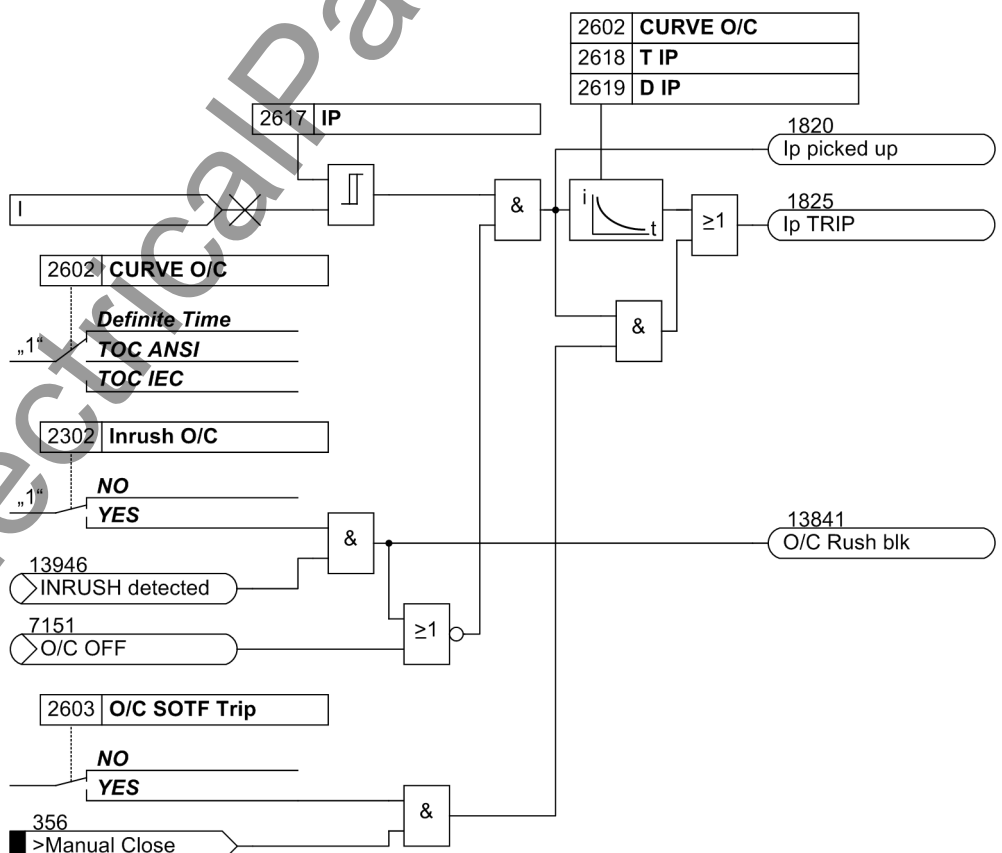 2602 CURVE O/C
2618 T IP
2619 D IP
2617 IP
1820
Ip picked up
I
&
i
t
≥1
1825
Ip TRIP
2602 CURVE O/C
Definite Time
„1“
TOC ANSI
TOC IEC
&
2302 Inrush O/C
NO
„1“
YES
&
13841
O/C Rush blk
13946
INRUSH detected
7151
O/C OFF
≥1
2603 O/C SOTF Trip
NO
YES
&
356
>Manual Close
ectricalPa